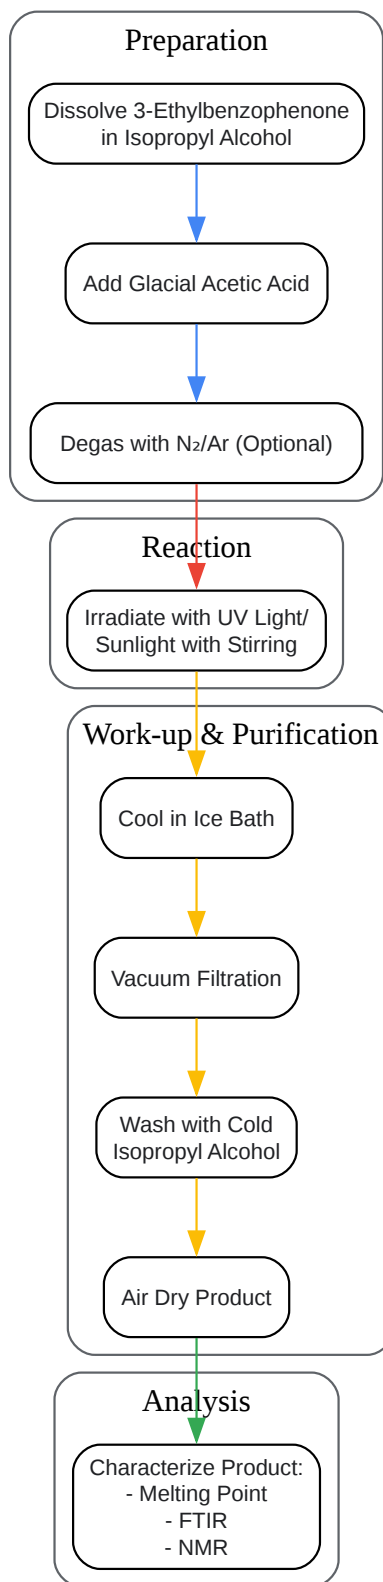 Preparation
Dissolve 3-Ethylbenzophenone
in Isopropyl Alcohol
Add Glacial Acetic Acid
Degas with N₂/Ar (Optional)
Reaction
Irradiate with UV Light/
Sunlight with Stirring
Work-up & Purification
Cool in Ice Bath
Vacuum Filtration
Wash with Cold
Isopropyl Alcohol
Air Dry Product
Analysis
Characterize Product:
- Melting Point
- FTIR
- NMR